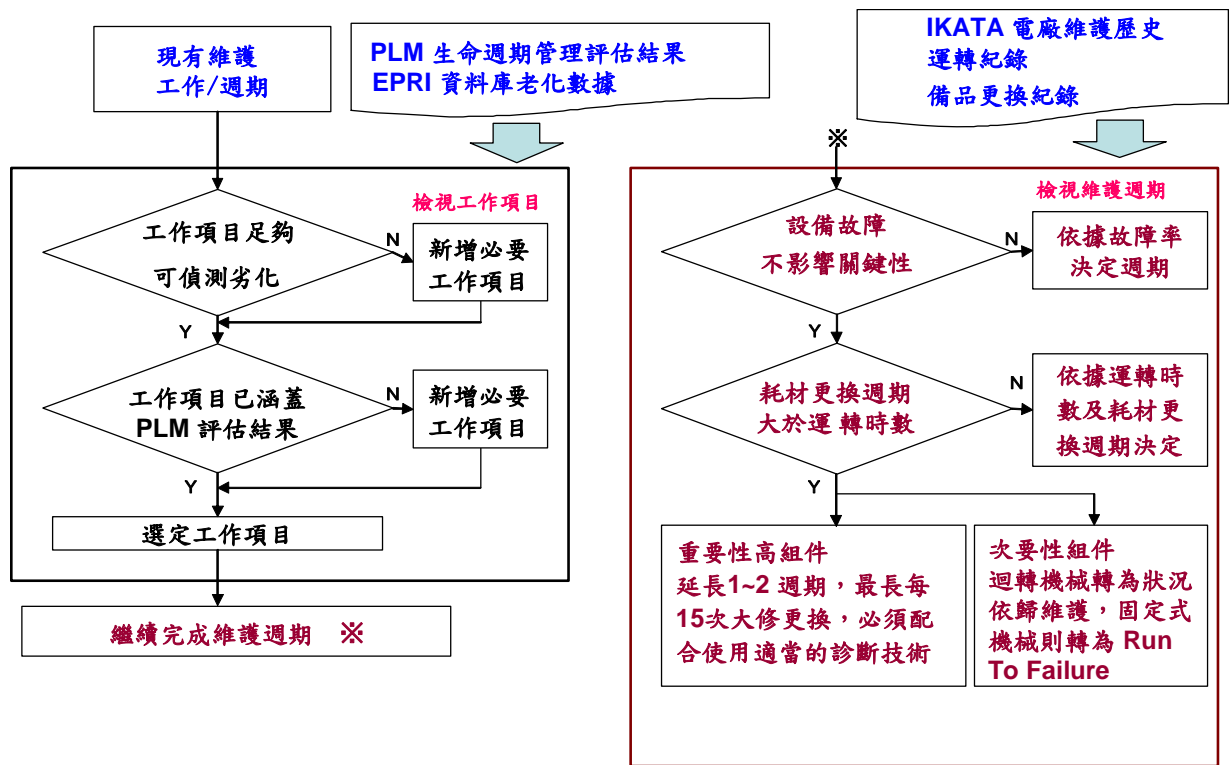 現有維護
工作/週期
PLM 生命週期管理評估結果
EPRI 資料庫老化數據
檢視工作項目
工作項目足夠
可偵測劣化
N
新增必要
工作項目
Y
工作項目已涵蓋
PLM 評估結果
N
新增必要
工作項目
Y
選定工作項目
繼續完成維護週期 ※
IKATA 電廠維護歷史
運轉紀錄
備品更換紀錄
※
檢視維護週期
設備故障
不影響關鍵性
N
依據故障率
決定週期
Y
耗材更換週期
大於運 轉時數
N
依據運轉時
數及耗材更
換週期決定
Y
重要性高組件
延長1~2 週期，最長每
15次大修更換，必須配
合使用適當的診斷技術
次要性組件
迴轉機械轉為狀況
依歸維護，固定式
機械則轉為 Run
To Failure